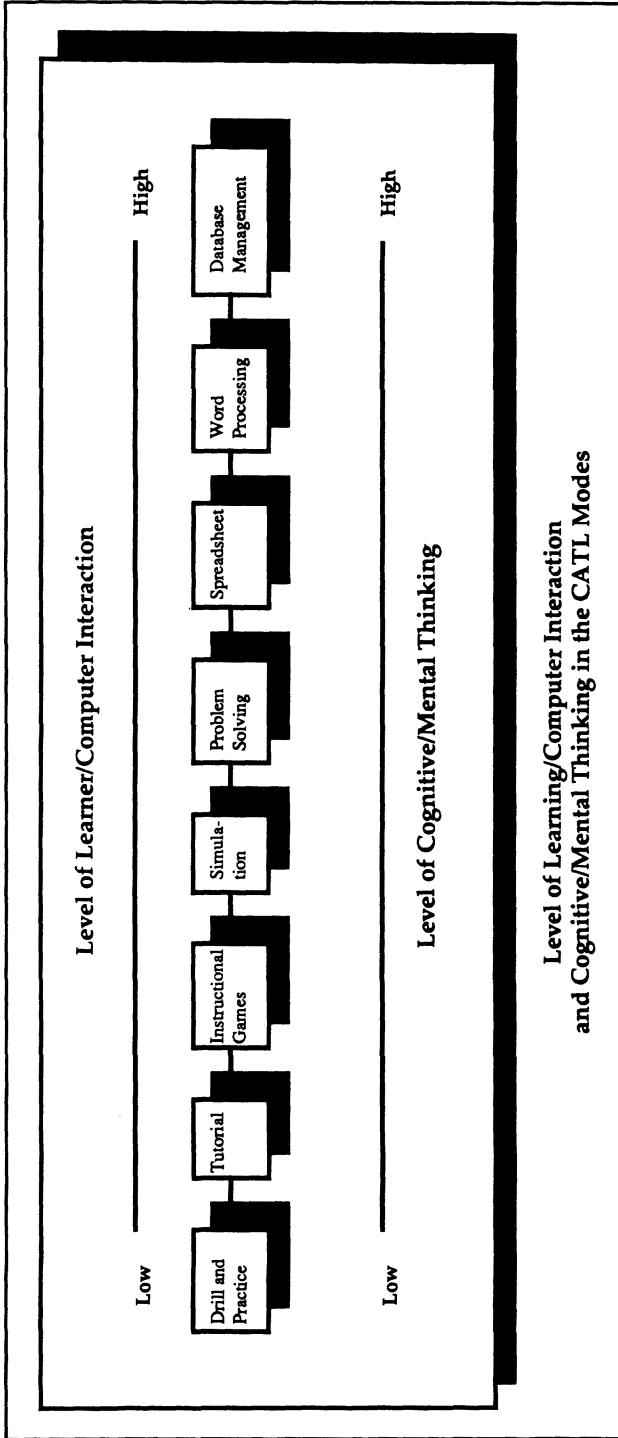 Level of Learner/Computer Interaction
Low
High
Drill and
Practice
Tutorial
Instructional
Games
Simula-
tion
Problem
Solving
Spreadsheet
Word
Processing
Database
Management
Low
High
Level of Cognitive/Mental Thinking
Level of Learning/Computer Interaction
and Cognitive/Mental Thinking in the CATL Modes